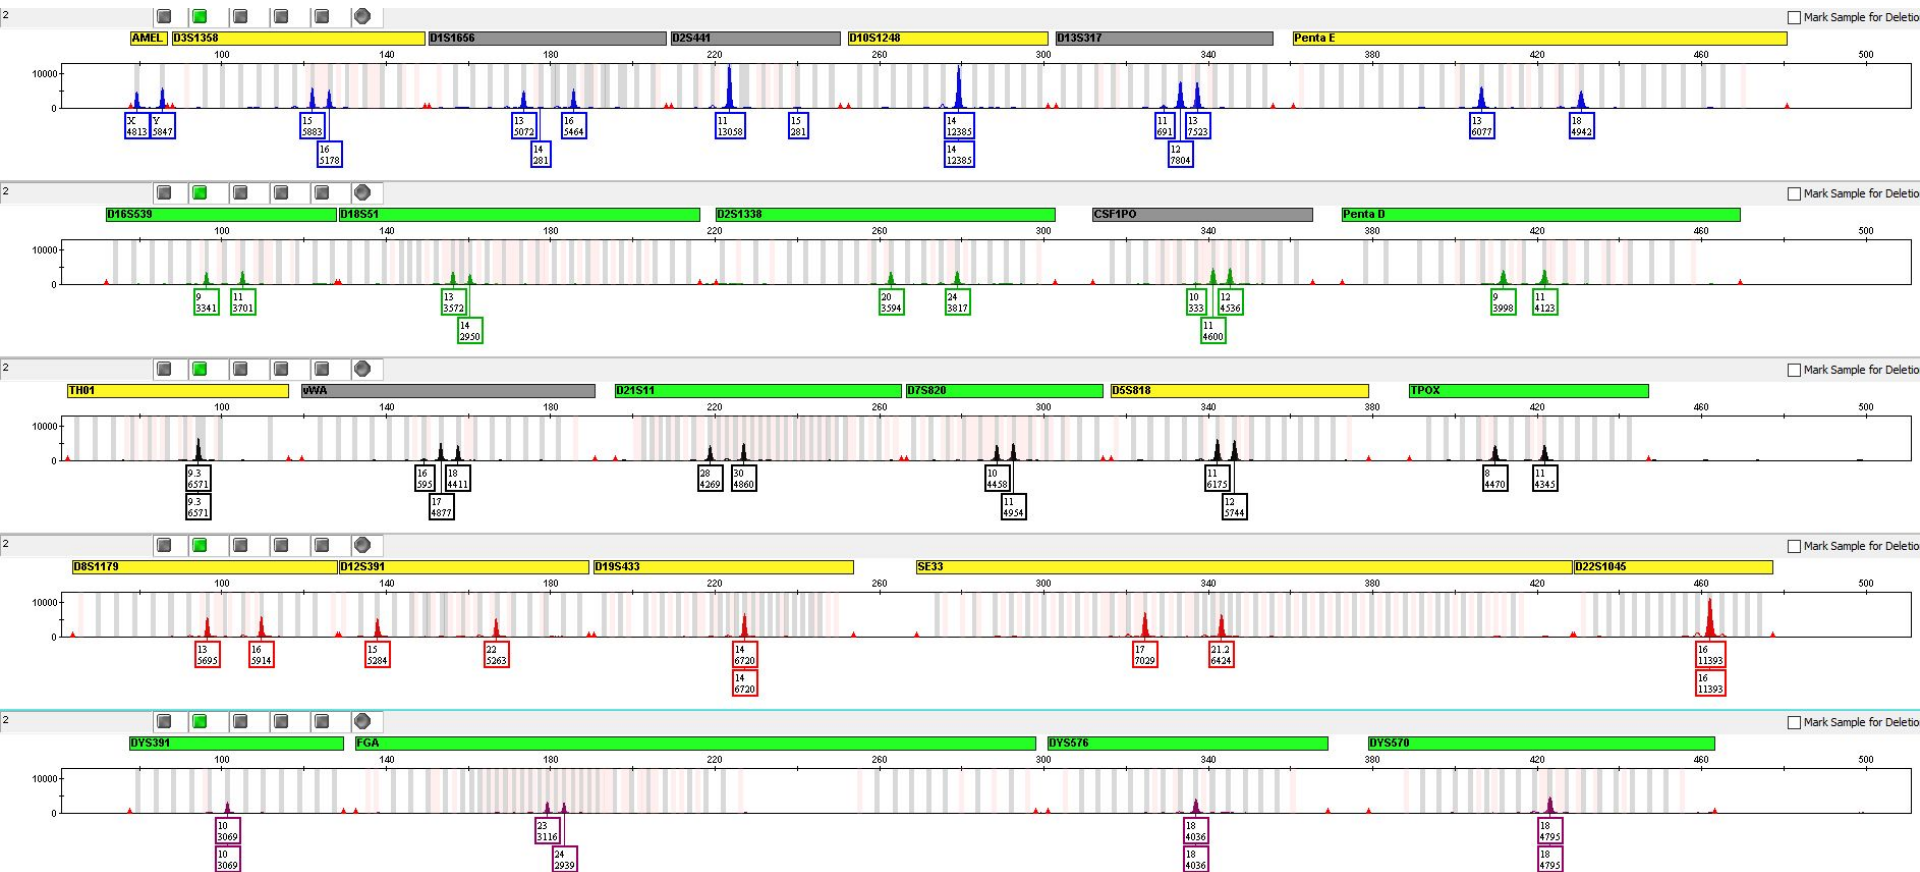 2
Mark Sample for Deletio
AMEL D3S1358 D1S1656 D2S441 D10S1248 D13S317 Penta E
100 140 180 220 260 300 340 380 420 460 500
10000
0
X Y 15 13 16 11 15 14 11 13 13 18
4813 5847 5883 5072 5464 13058 281 12385 691 7523 6077 4942
16 14 14 12
5178 281 12385 7804
2
Mark Sample for Deletio
D16S539 D18S51 D2S1338 CSF1PO Penta D
100 140 180 220 260 300 340 380 420 460 500
10000
0
9 11 13 20 24 10 12 9 11
3341 3701 3572 3594 3817 333 4536 3998 4123
14 11
2950 4600
2
Mark Sample for Deletio
TH01 vWA D21S11 D7S820 D5S818 TPOX
100 140 180 220 260 300 340 380 420 460 500
10000
0
9.3 16 18 28 30 10 11 8 11
6571 595 4411 4269 4860 4458 6175 4470 4345
9.3 17 11 12
6571 4877 4954 5744
2
Mark Sample for Deletio
D8S1179 D12S391 D19S433 SE33 D22S1045
100 140 180 220 260 300 340 380 420 460 500
10000
0
13 16 15 22 14 17 21.2 16
5695 5914 5284 5263 6720 7029 6424 11393
14 16
6720 11393
2
Mark Sample for Deletio
DYS391 FGA DYS576 DYS570
100 140 180 220 260 300 340 380 420 460 500
10000
0
10 23 18 18
3069 3116 4036 4795
10 24 18 18
3069 2939 4036 4795